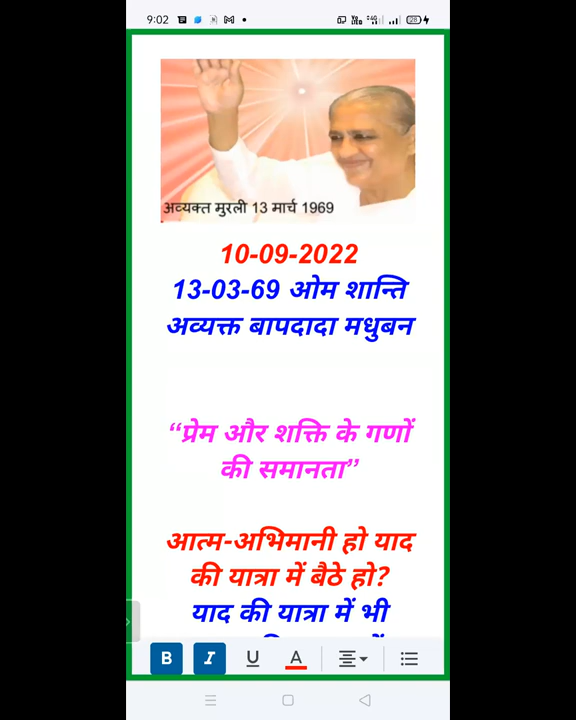 9:02
28
अव्यक्त मुरली 13 मार्च 1969
10-09-2022
13-03-69 ओम शान्ति
अव्यक्त बापदादा मधुबन
“प्रेम और शक्ति के गणों
की समानता”
आत्म-अभिमानी हो याद
की यात्रा में बैठे हो?
याद की यात्रा में भी
B I U A